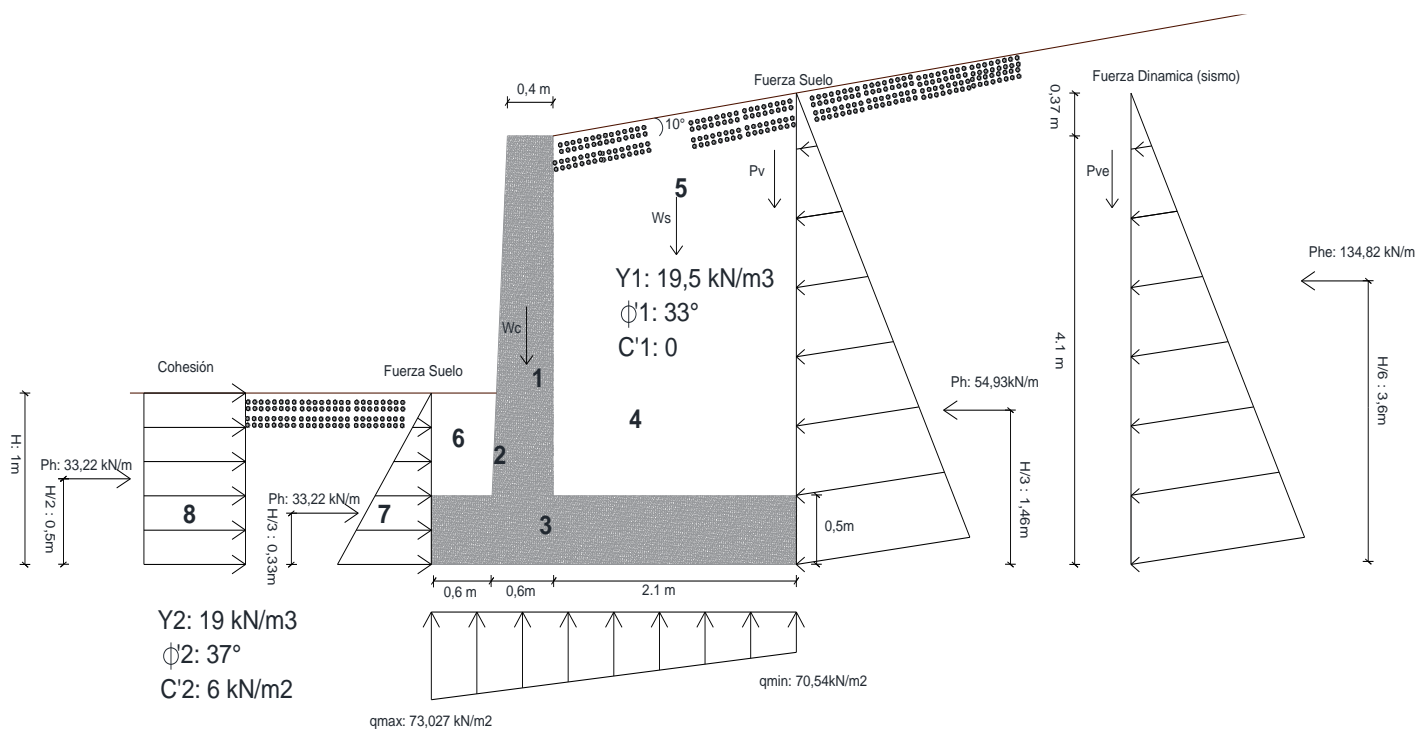 0,4 m
Fuerza Suelo
Fuerza Dinamica (sismo)
0,37 m
10°
Pv
Pve
5
Ws
Y1: 19,5 kN/m3
ф'1: 33°
C'1: 0
Phe: 134,82 kN/m
Wc
4.1 m
H/6 : 3,6m
Cohesión
Fuerza Suelo
1
Ph: 54,93kN/m
4
H: 1m
6
2
Ph: 33,22 kN/m
H/2 : 0,5m
8
Ph: 33,22 kN/m
H/3 : 0,33m
7
3
0,5m
H/3 : 1,46m
0,6 m
0,6m
2.1 m
Y2: 19 kN/m3
ф'2: 37°
C'2: 6 kN/m2
qmin: 70,54kN/m2
qmax: 73,027 kN/m2